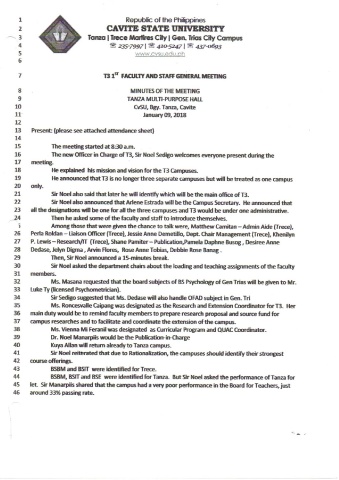 1 Republic of the Philippines
2 CAVITE STATE UNIVERSITY
3 Tanza | Trece Martires City | Gen. Trias City Campus
4 ☏ 235-7997 | ☏ 410-5247 | ☏ 437-0693
5 www.cvsu.edu.ph
6
7 T3 1ST FACULTY AND STAFF GENERAL MEETING
8 MINUTES OF THE MEETING
9 TANZA MULTI-PURPOSE HALL
10 CvSU, Bgy. Tanza, Cavite
11 JANUARY 09, 2018
12
13 Present: (please see attached attendance sheet)
14
15 The meeting started at 8:30 a.m.
16 The new Officer in Charge of T3, Sir Noel Sedigo welcomes everyone present during the
17 meeting.
18 He explained his mission and vision for the T3 Campuses.
19 He announced that T3 is no longer three separate campuses but will be treated as one campus
20 only.
21 Sir Noel also said that later he will identify which will be the main office of T3.
22 Sir Noel also announced that Arlene Estrada will be the Campus Secretary. He announced that
23 all the designations will be one for all the three campuses and T3 would be under one administrative.
24 Then he asked some of the faculty and staff to introduce themselves.
Among those that were given the chance to talk were, Matthew Carnitan – Admin Aide (Trece),
26 Perla Roldan – Liaison Officer (Trece), Jessie Anne Demetillo, Dept. Chair Management (Trece), Khenilyn
27 P. Lewis – Research/IT (Trece), Shane Pamitter – Publication,Pamela Daphne Busog , Desiree Anne
28 Dedase, Jelyn Digma , Arvin Flores, Rose Anne Tobias, Debbie Rose Banag .
29 Then, Sir Noel announced a 15-minute break.
30 Sir Noel asked the department chairs about the loading and teaching assignments of the faculty
31 members.
32 Ms. Masana requested that the board subjects of BS Psychology of Gen Trias will be given to Mr.
33 Luke Ty (licensed Psychometrician).
34 Sir Sedigo suggested that Ms. Dedase will also handle OFAD subject in Gen. Tri
35 Ms. Roncesvalle Caipang was designated as the Research and Extension Coordinator for T3. Her
36 main duty would be to remind faculty members to prepare research proposal and source fund for
37 campus researches and to facilitate and coordinate the extension of the campus.
38 Ms. Vienna Mi Feranil was designated as Curriculum Program and QUAC Coordinator.
39 Dr. Noel Manarpiis would be the Publication-in-Charge
40 Kuya Allan will return already to Tanza campus.
41 Sir Noel reiterated that due to Rationalization, the campuses should identify their strongest
42 course offerings.
43 BSBM and BSIT were identified for Trece.
44 BSBM, BSIT and BSE were identified for Tanza. But Sir Noel asked the performance of Tanza for
45 let. Sir Manarpiis shared that the campus had a very poor performance in the Board for Teachers, just
46 around 33% passing rate.